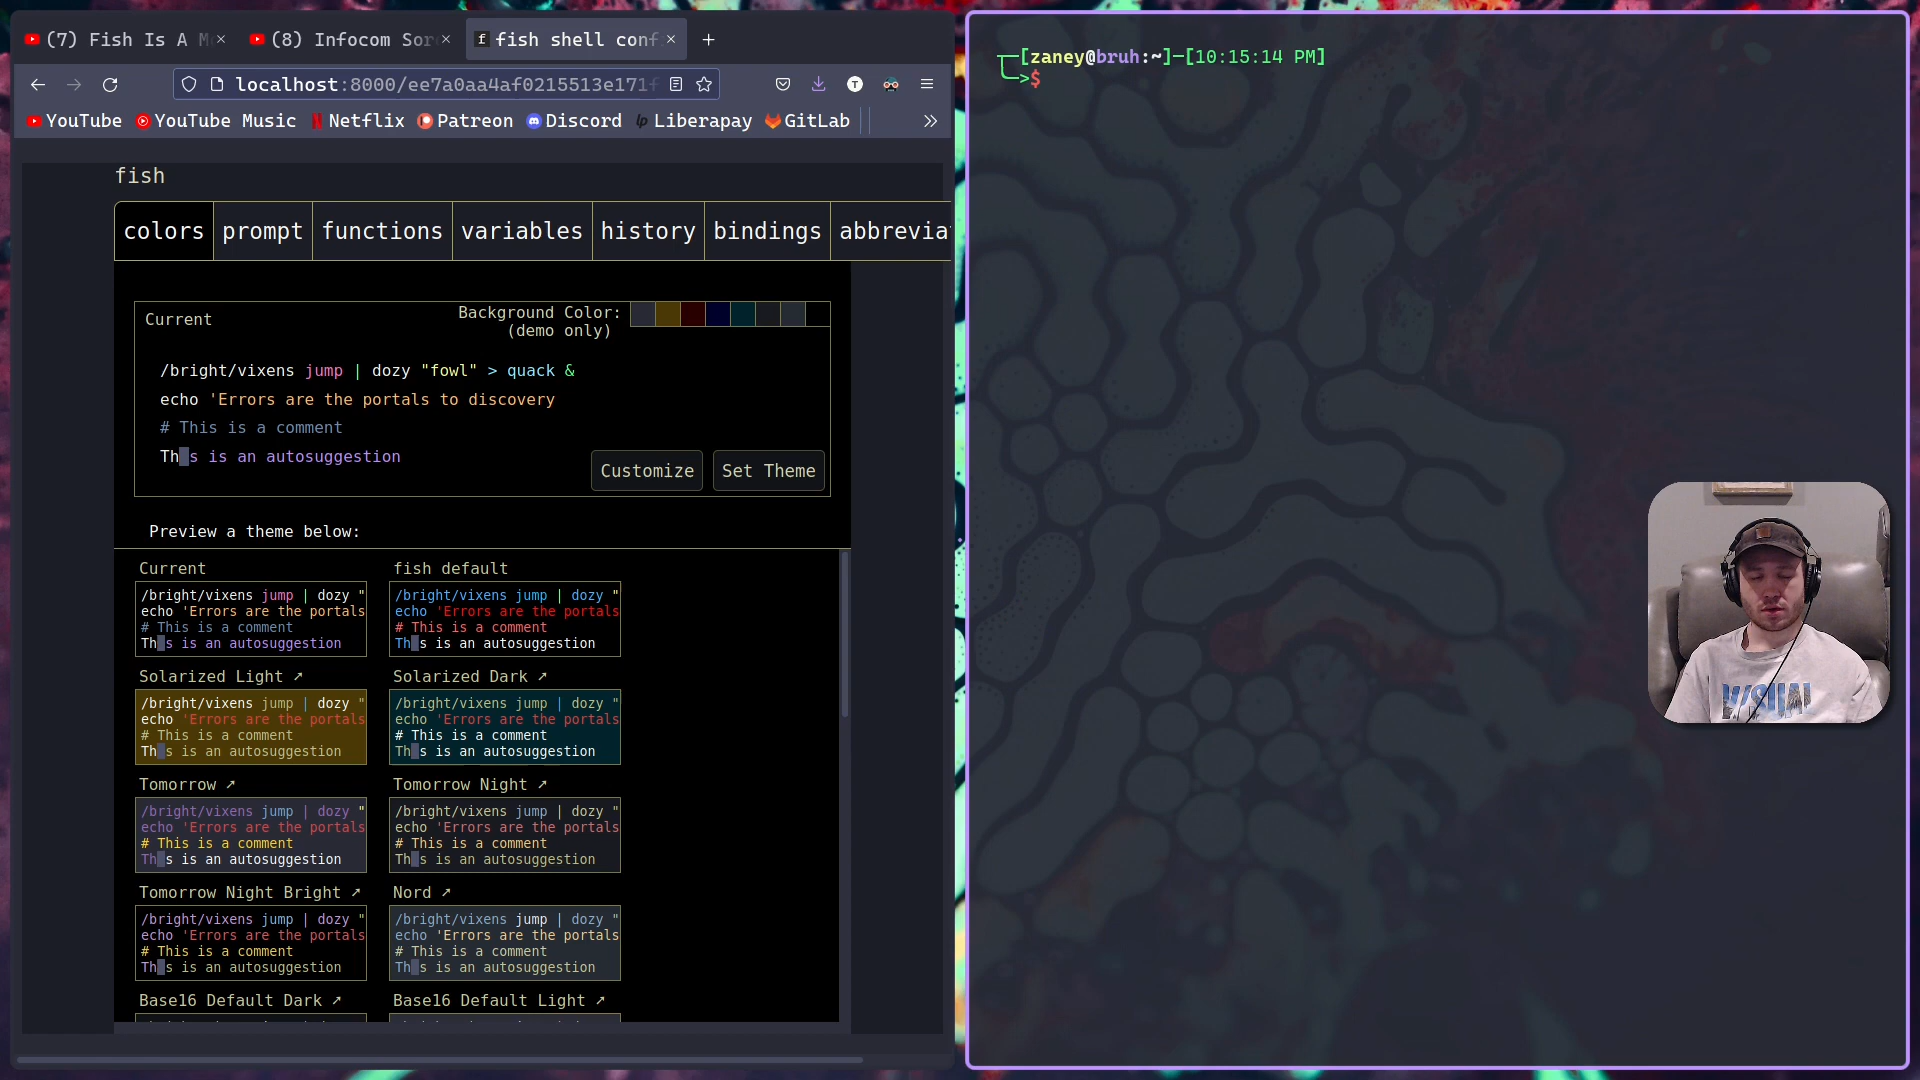 (7) Fish Is A M
(8) Infocom Sor
fish shell conf
localhost:8000/ee7a0aa4af0215513e171f
YouTube YouTube Music Netflix Patreon Discord Liberapay GitLab
fish
colors prompt functions variables history bindings abbrevia
Current
Background Color:
(demo only)
/bright/vixens jump | dozy "fowl" > quack &
echo 'Errors are the portals to discovery
# This is a comment
Th s is an autosuggestion
Customize
Set Theme
Preview a theme below:
Current
/bright/vixens jump | dozy "
echo 'Errors are the portals
# This is a comment
Th s is an autosuggestion
fish default
/bright/vixens jump | dozy "
echo 'Errors are the portals
# This is a comment
Th s is an autosuggestion
Solarized Light ➚
/bright/vixens jump | dozy "
echo 'Errors are the portals
# This is a comment
Th s is an autosuggestion
Solarized Dark ➚
/bright/vixens jump | dozy "
echo 'Errors are the portals
# This is a comment
Th s is an autosuggestion
Tomorrow ➚
/bright/vixens jump | dozy "
echo 'Errors are the portals
# This is a comment
Th s is an autosuggestion
Tomorrow Night ➚
/bright/vixens jump | dozy "
echo 'Errors are the portals
# This is a comment
Th s is an autosuggestion
Tomorrow Night Bright ➚
/bright/vixens jump | dozy "
echo 'Errors are the portals
# This is a comment
Th s is an autosuggestion
Nord ➚
/bright/vixens jump | dozy "
echo 'Errors are the portals
# This is a comment
Th s is an autosuggestion
Base16 Default Dark ➚
Base16 Default Light ➚
┬─[zaney@bruh:~]─[10:15:14 PM]
╰─>$